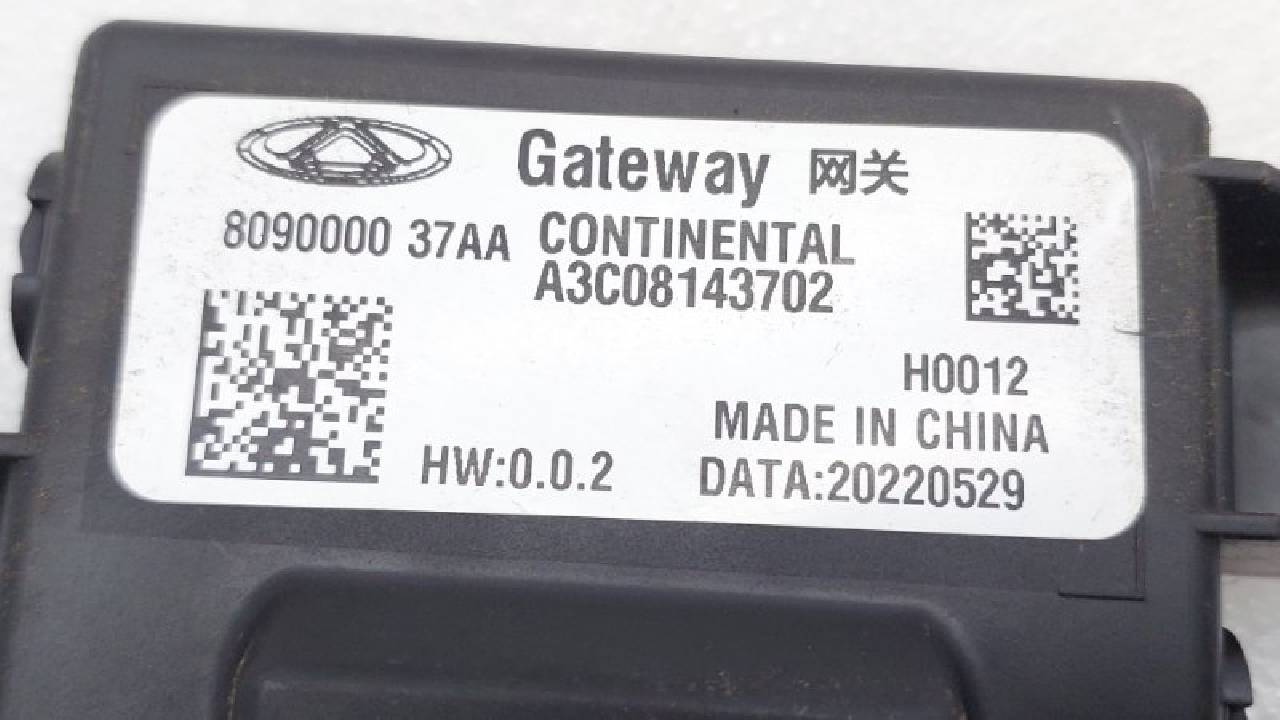 Gateway 网关
8090000 37AA CONTINENTAL
A3C08143702
H0012
MADE IN CHINA
HW:0.0.2 DATA:20220529